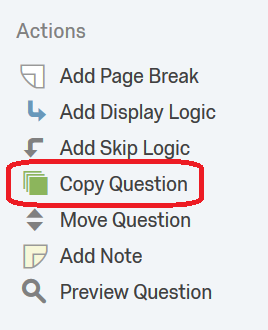 Actions
Add Page Break
Add Display Logic
Add Skip Logic
Copy Question
Move Question
Add Note
Preview Question